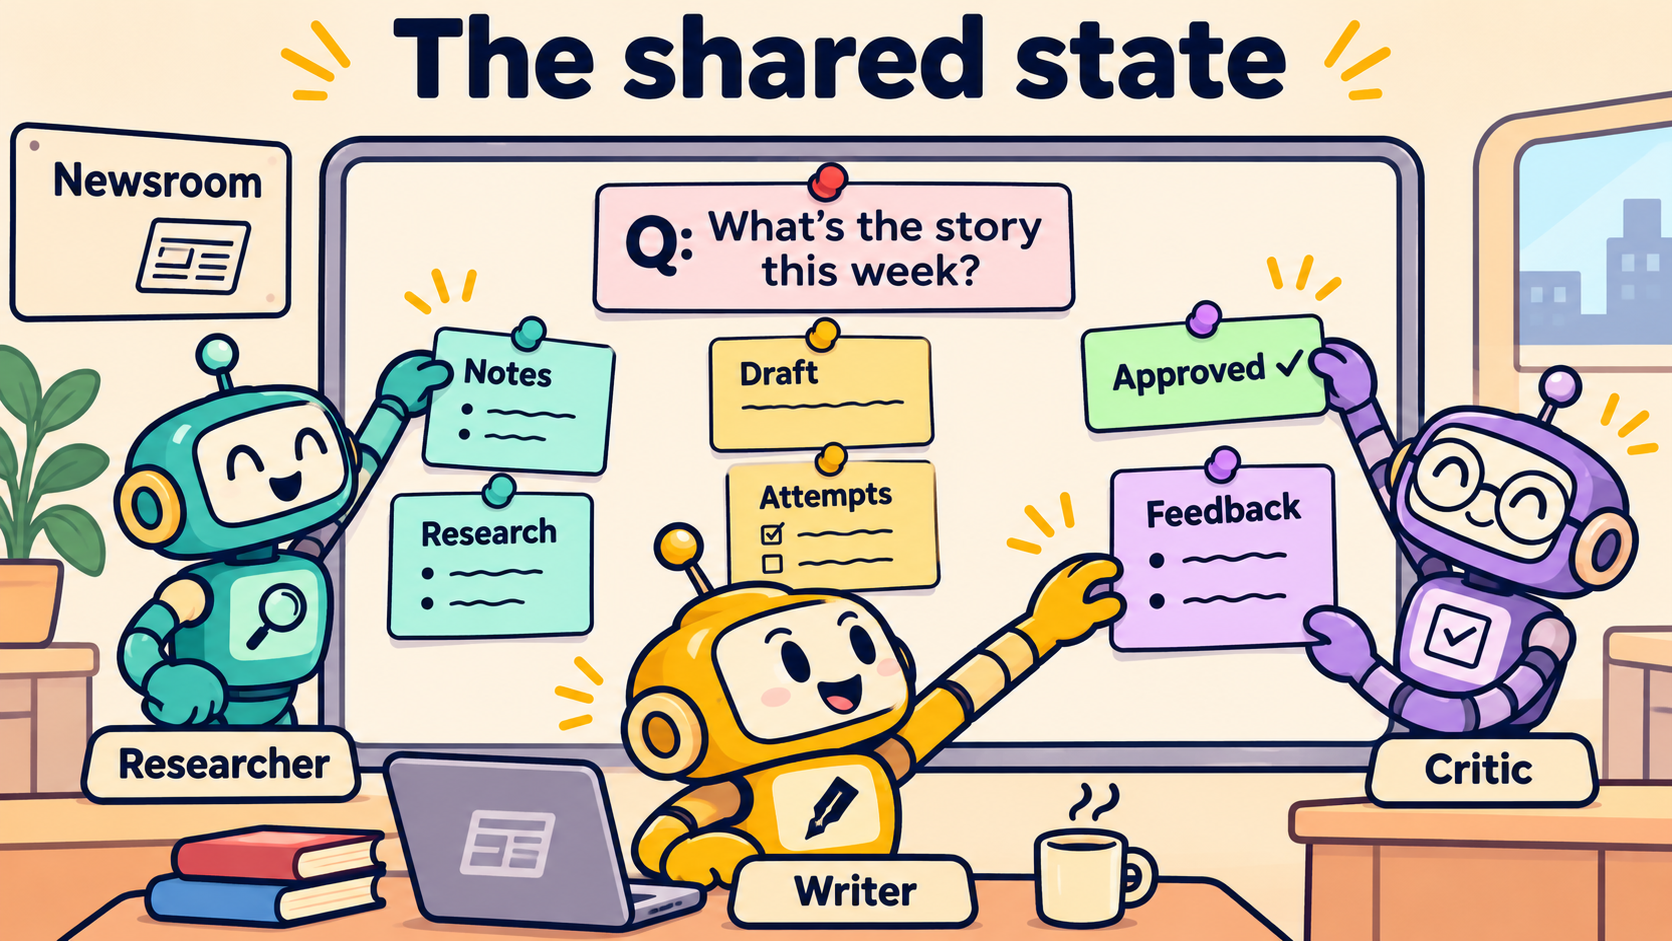 The shared state
Newsroom
Q: What's the story
this week?
Notes
Draft
Approved ✓
Research
Attempts
Feedback
Researcher
Critic
Writer